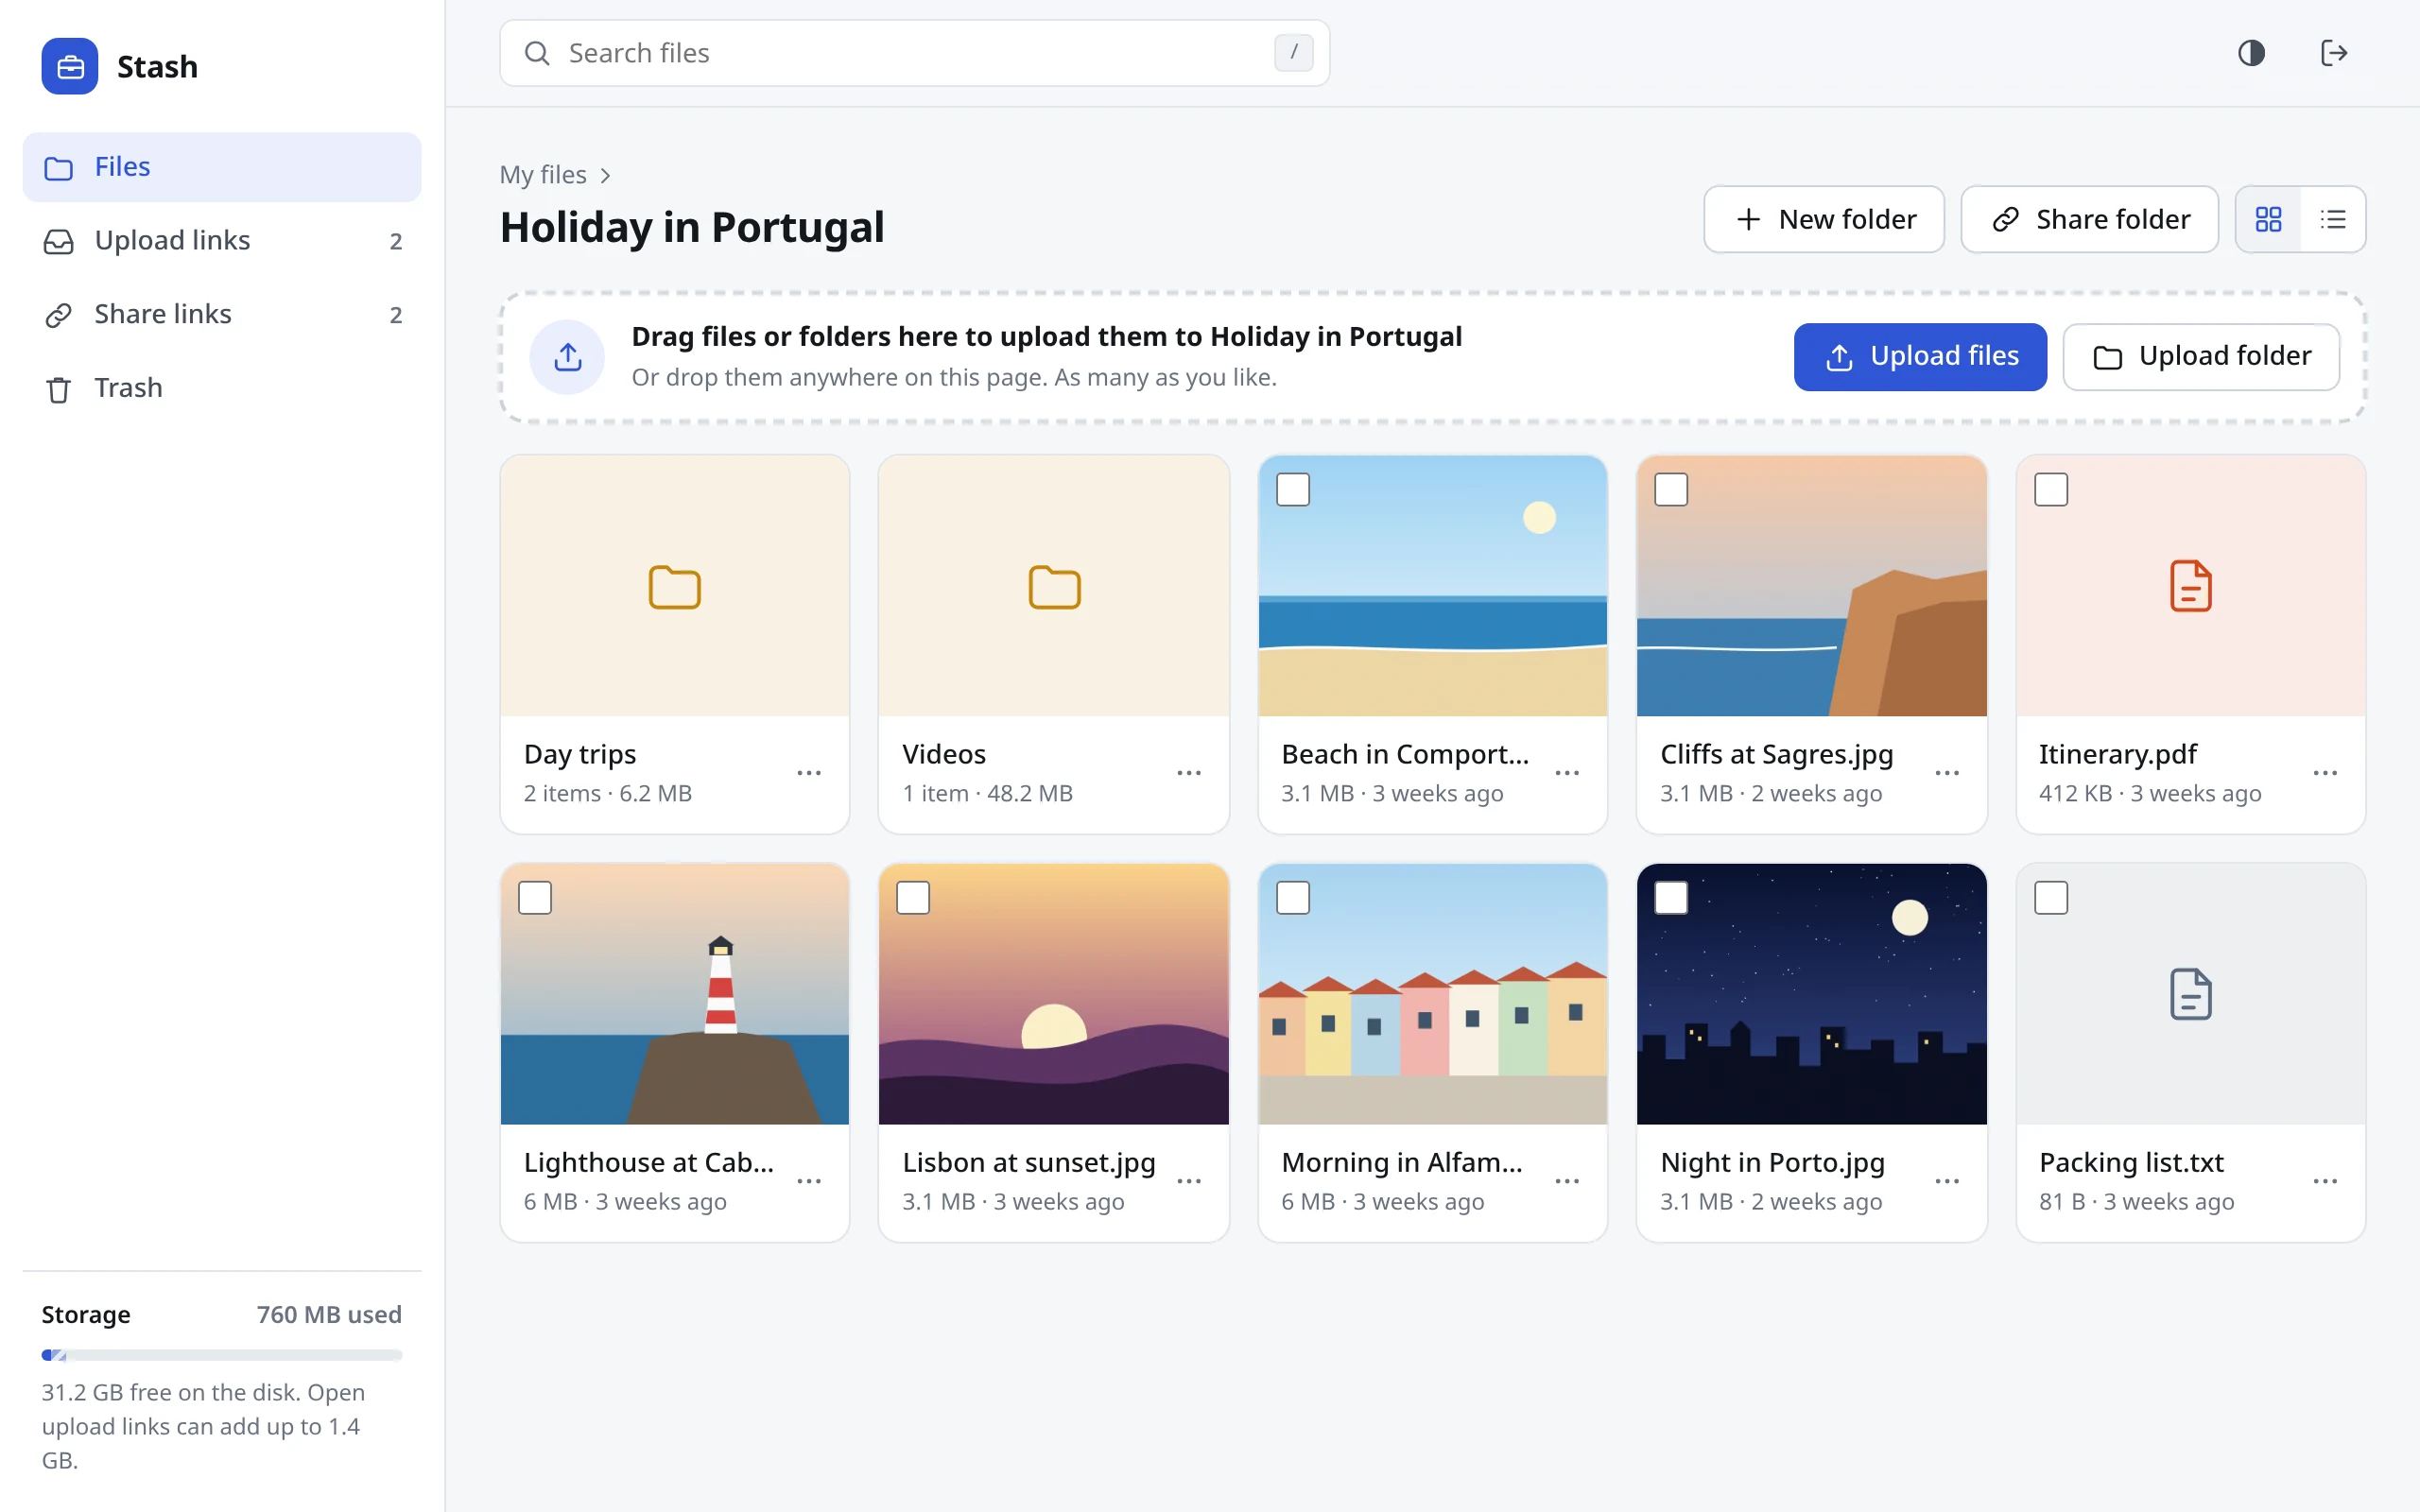 Stash
Files
Upload links 2
Share links 2
Trash
Storage 760 MB used
31.2 GB free on the disk. Open
upload links can add up to 1.4
GB.
Search files /
My files
Holiday in Portugal
New folder
Share folder
Drag files or folders here to upload them to Holiday in Portugal
Or drop them anywhere on this page. As many as you like.
Upload files
Upload folder
Day trips
2 items · 6.2 MB
Videos
1 item · 48.2 MB
Beach in Comport...
3.1 MB · 3 weeks ago
Cliffs at Sagres.jpg
3.1 MB · 2 weeks ago
Itinerary.pdf
412 KB · 3 weeks ago
Lighthouse at Cab...
6 MB · 3 weeks ago
Lisbon at sunset.jpg
3.1 MB · 3 weeks ago
Morning in Alfam...
6 MB · 3 weeks ago
Night in Porto.jpg
3.1 MB · 2 weeks ago
Packing list.txt
81 B · 3 weeks ago